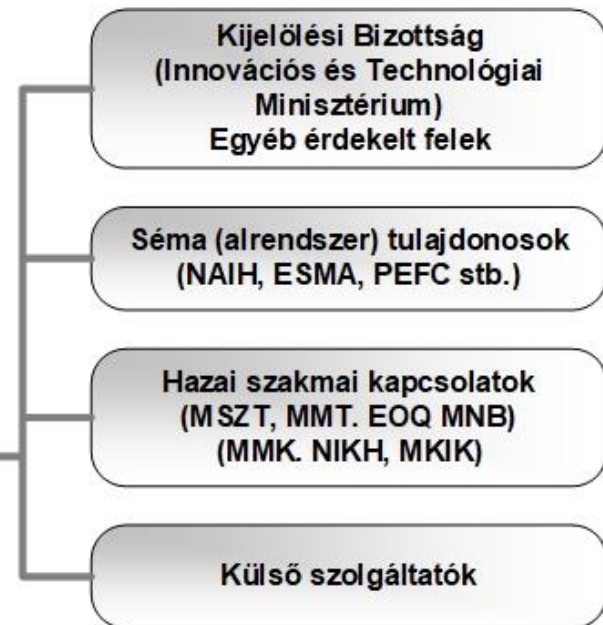 Kijelölési Bizottság
(Innovációs és Technológiai
Minisztérium)
Egyéb érdekelt felek
Séma (alrendszer) tulajdonosok
(NAIH, ESMA, PEFC stb.)
Hazai szakmai kapcsolatok
(MSZT, MMT. EOQ MNB)
(MMK. NIKH, MKIK)
Külső szolgáltatók